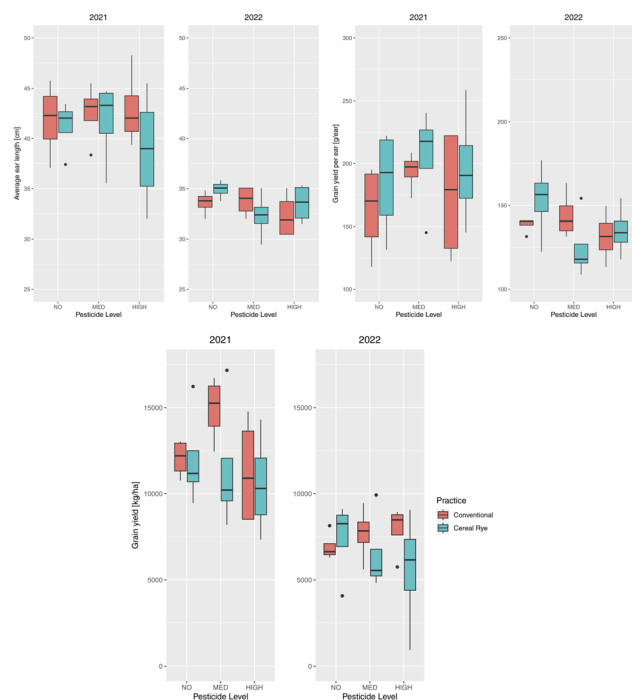 2021
2022
Average ear length [cm]
50
45
40
35
30
25
50
45
40
35
30
25
NO MED HIGH
NO MED HIGH
Pesticide Level
Pesticide Level
2021
2022
Grain yield per ear [g/ear]
300
250
200
150
100
250
200
150
100
NO MED HIGH
NO MED HIGH
Pesticide Level
Pesticide Level
2021
2022
Grain yield [kg/ha]
15000
10000
5000
0
15000
10000
5000
0
NO MED HIGH
NO MED HIGH
Pesticide Level
Pesticide Level
Practice
Conventional
Cereal Rye